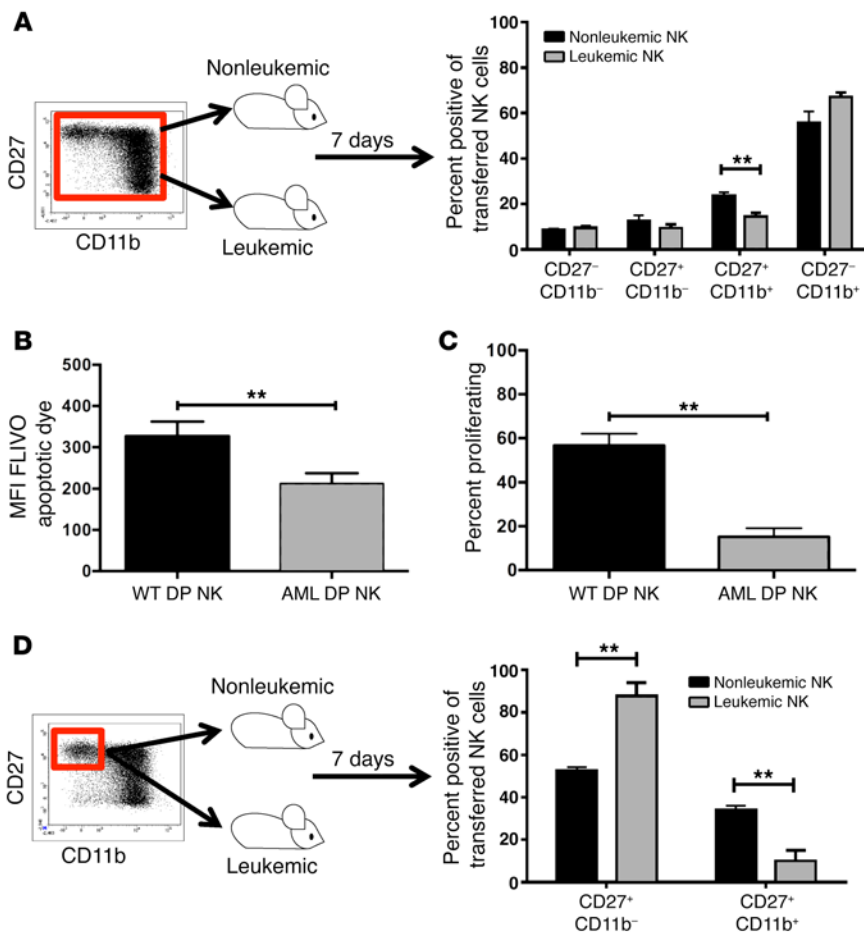 A
CD27
CD11b
Nonleukemic
Leukemic
7 days
Percent positive of
transferred NK cells
100
80
60
40
20
0
Nonleukemic NK
Leukemic NK
**
CD27⁻
CD11b⁻
CD27⁺
CD11b⁻
CD27⁺
CD11b⁺
CD27⁻
CD11b⁺
B
MFI FLIVO
apoptotic dye
500
400
300
200
100
0
**
WT DP NK
AML DP NK
C
Percent proliferating
100
80
60
40
20
0
**
WT DP NK
AML DP NK
D
CD27
CD11b
Nonleukemic
Leukemic
7 days
Percent positive of
transferred NK cells
100
80
60
40
20
0
**
**
Nonleukemic NK
Leukemic NK
CD27⁺
CD11b⁻
CD27⁺
CD11b⁺